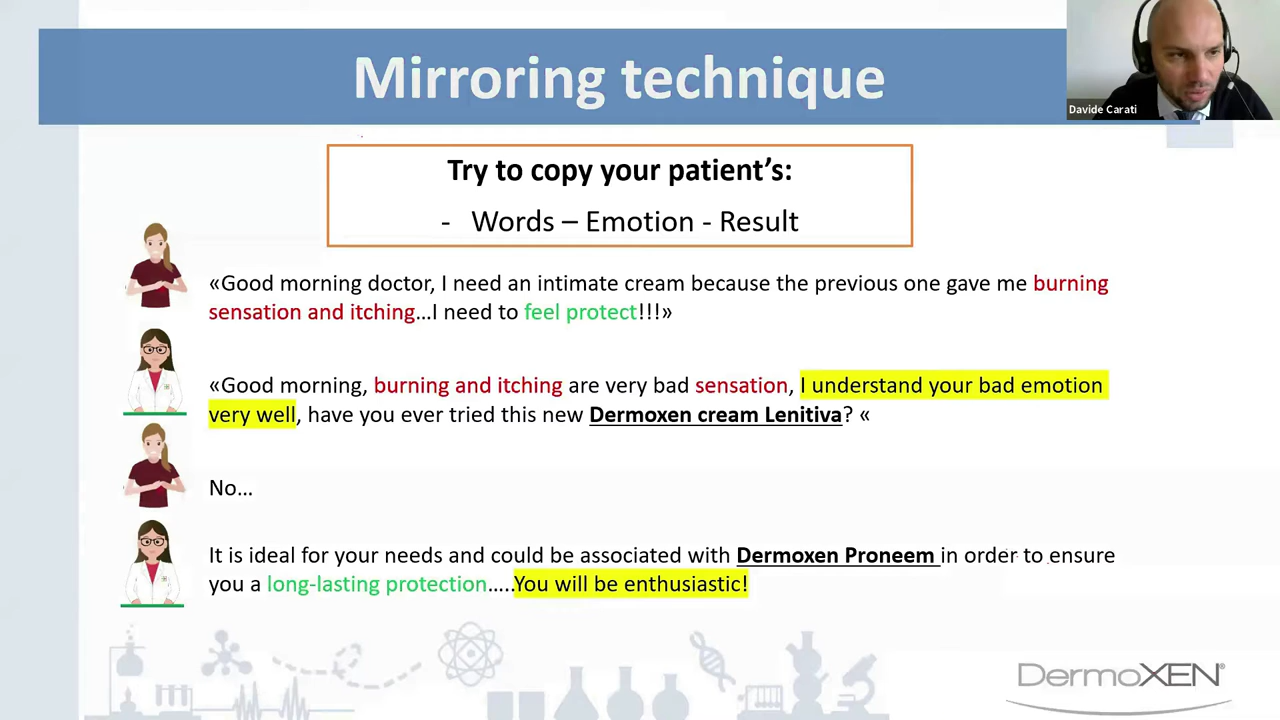 Mirroring technique
Davide Carati
Try to copy your patient's:
- Words – Emotion - Result
«Good morning doctor, I need an intimate cream because the previous one gave me burning
sensation and itching…I need to feel protect!!!»
«Good morning, burning and itching are very bad sensation, I understand your bad emotion
very well, have you ever tried this new Dermoxen cream Lenitiva? «
No…
It is ideal for your needs and could be associated with Dermoxen Proneem in order to ensure
you a long-lasting protection…..You will be enthusiastic!
DermoXEN®